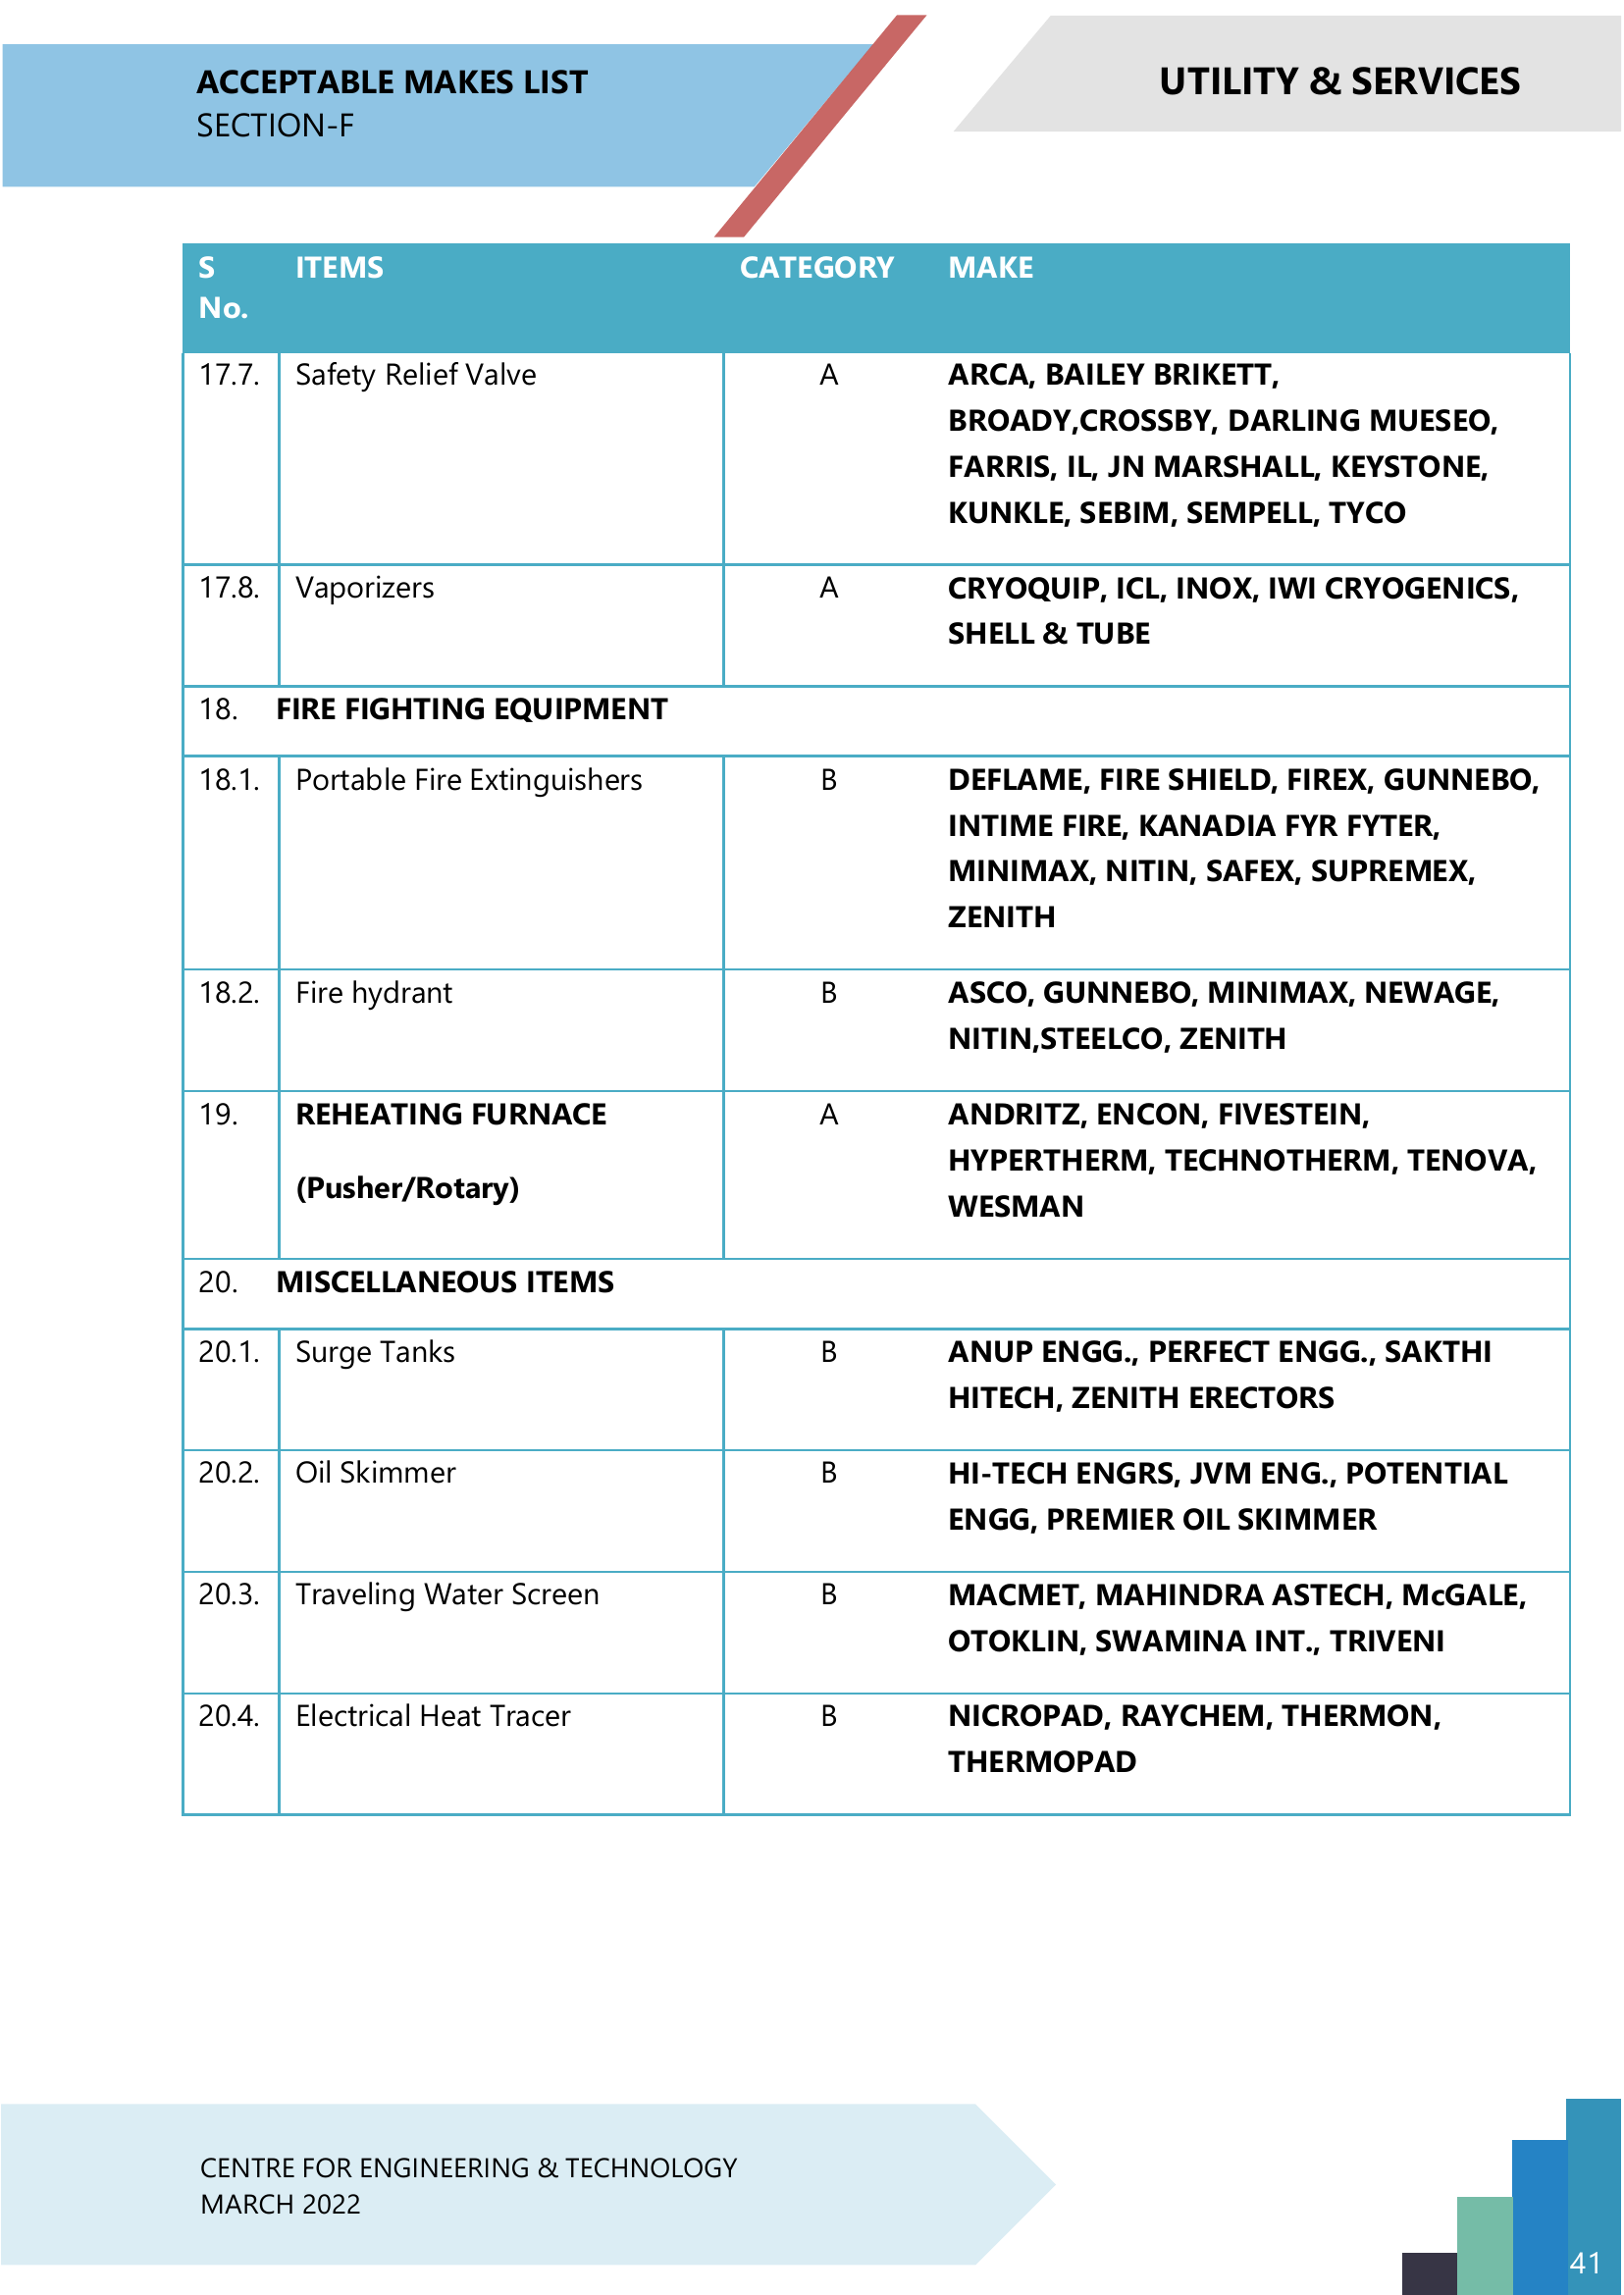 ACCEPTABLE MAKES LIST
SECTION-F
UTILITY & SERVICES
S No. ITEMS CATEGORY MAKE
17.7. Safety Relief Valve A ARCA, BAILEY BRIKETT,
BROADY,CROSSBY, DARLING MUESEO,
FARRIS, IL, JN MARSHALL, KEYSTONE,
KUNKLE, SEBIM, SEMPELL, TYCO
17.8. Vaporizers A CRYOQUIP, ICL, INOX, IWI CRYOGENICS,
SHELL & TUBE
18. FIRE FIGHTING EQUIPMENT
18.1. Portable Fire Extinguishers B DEFLAME, FIRE SHIELD, FIREX, GUNNEBO,
INTIME FIRE, KANADIA FYR FYTER,
MINIMAX, NITIN, SAFEX, SUPREMEX,
ZENITH
18.2. Fire hydrant B ASCO, GUNNEBO, MINIMAX, NEWAGE,
NITIN,STEELCO, ZENITH
19. REHEATING FURNACE A ANDRITZ, ENCON, FIVESTEIN,
(Pusher/Rotary) HYPERTHERM, TECHNOTHERM, TENOVA,
WESMAN
20. MISCELLANEOUS ITEMS
20.1. Surge Tanks B ANUP ENGG., PERFECT ENGG., SAKTHI
HITECH, ZENITH ERECTORS
20.2. Oil Skimmer B HI-TECH ENGRS, JVM ENG., POTENTIAL
ENGG, PREMIER OIL SKIMMER
20.3. Traveling Water Screen B MACMET, MAHINDRA ASTECH, McGALE,
OTOKLIN, SWAMINA INT., TRIVENI
20.4. Electrical Heat Tracer B NICROPAD, RAYCHEM, THERMON,
THERMOPAD
CENTRE FOR ENGINEERING & TECHNOLOGY
MARCH 2022
41